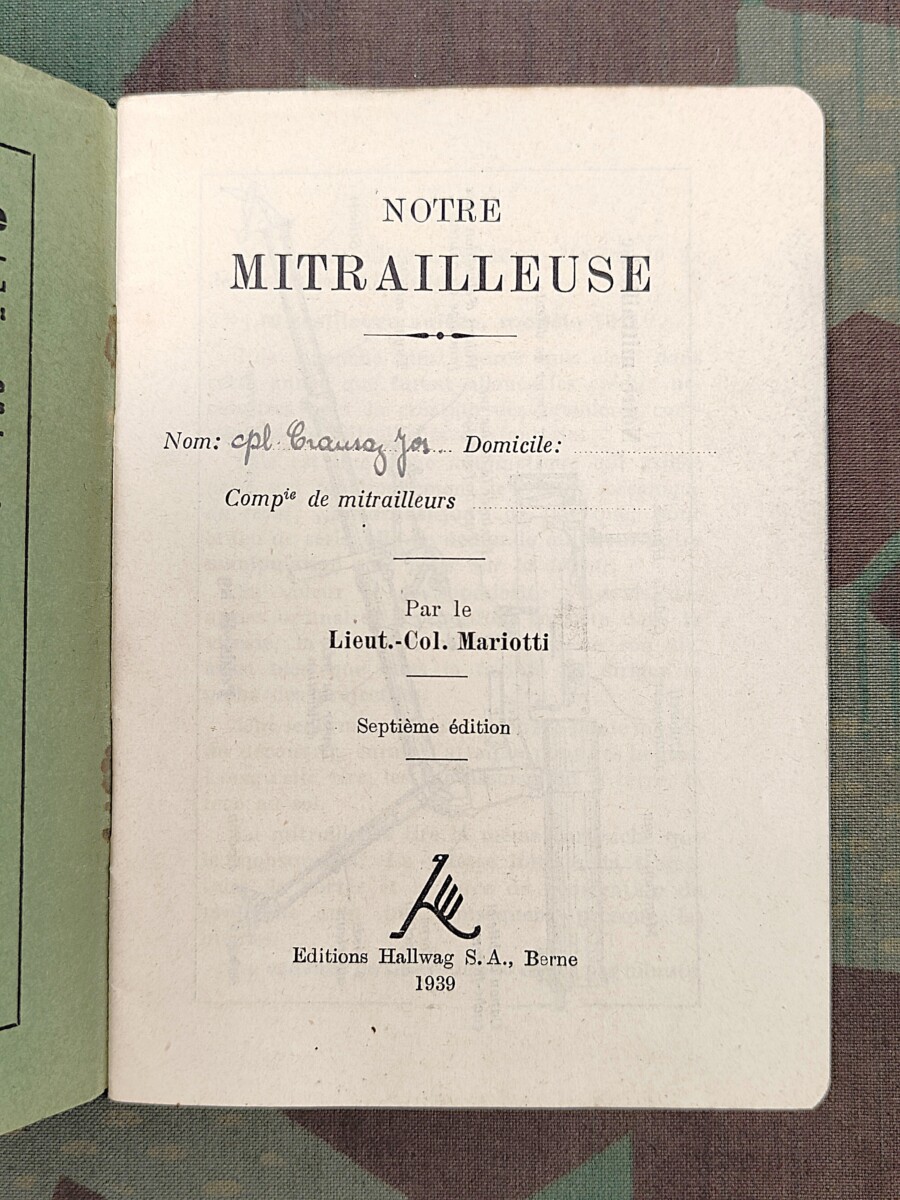 NOTRE
MITRAILLEUSE
Nom: cpl Crausaz Jos. Domicile:
Compie de mitrailleurs
Par le
Lieut.-Col. Mariotti
Septième édition
Editions Hallwag S. A., Berne
1939